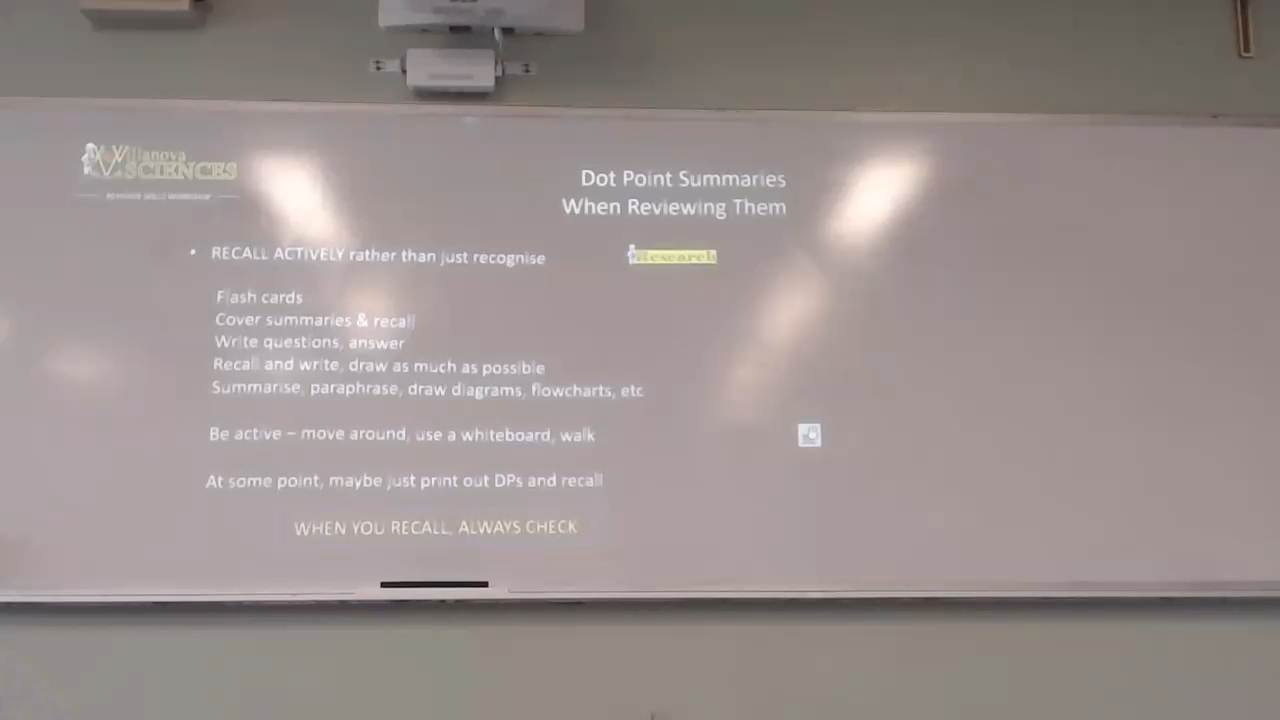 Villanova
SCIENCES
Dot Point Summaries
When Reviewing Them
• RECALL ACTIVELY rather than just recognise
Research
Flash cards
Cover summaries & recall
Write questions, answer
Recall and write, draw as much as possible
Summarise, paraphrase, draw diagrams, flowcharts, etc
Be active – move around, use a whiteboard, walk
At some point, maybe just print out DPs and recall
WHEN YOU RECALL, ALWAYS CHECK